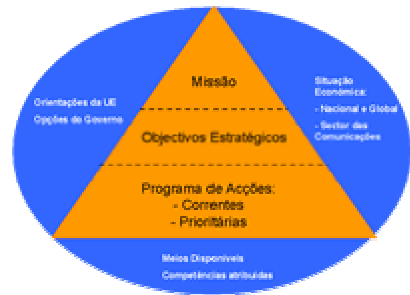 Missão
Situação
Económica:
- Nacional e Global
- Sector das
Comunicações
Orientações da UE
Opções do Governo
Objectivos Estratégicos
Programa de Acções:
- Correntes
- Prioritárias
Meios Disponíveis
Competências atribuídas